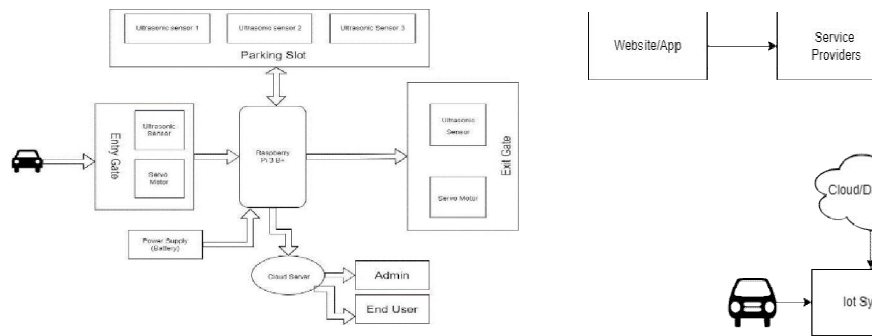 Ultrasonic sensor 1
Ultrasonic sensor 2
Ultrasonic Sensor 3
Parking Slot
Entry Gate
Ultrasonic
Sensor
Servo
Motor
Raspberry
Pi 3 B+
Ultrasonic
Sensor
Servo Motor
Exit Gate
Power Supply
(Battery)
Cloud Server
Admin
End User
Website/App
Service
Providers
Cloud/D
Iot Sy